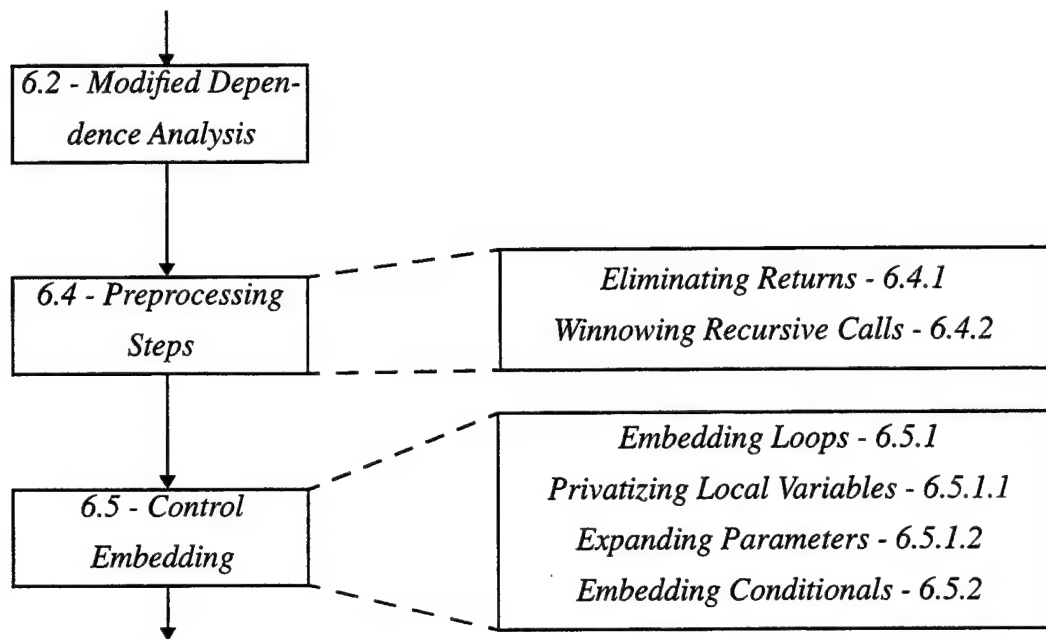 6.2 - Modified Depen-
dence Analysis
6.4 - Preprocessing
Steps
Eliminating Returns - 6.4.1
Winnowing Recursive Calls - 6.4.2
6.5 - Control
Embedding
Embedding Loops - 6.5.1
Privatizing Local Variables - 6.5.1.1
Expanding Parameters - 6.5.1.2
Embedding Conditionals - 6.5.2